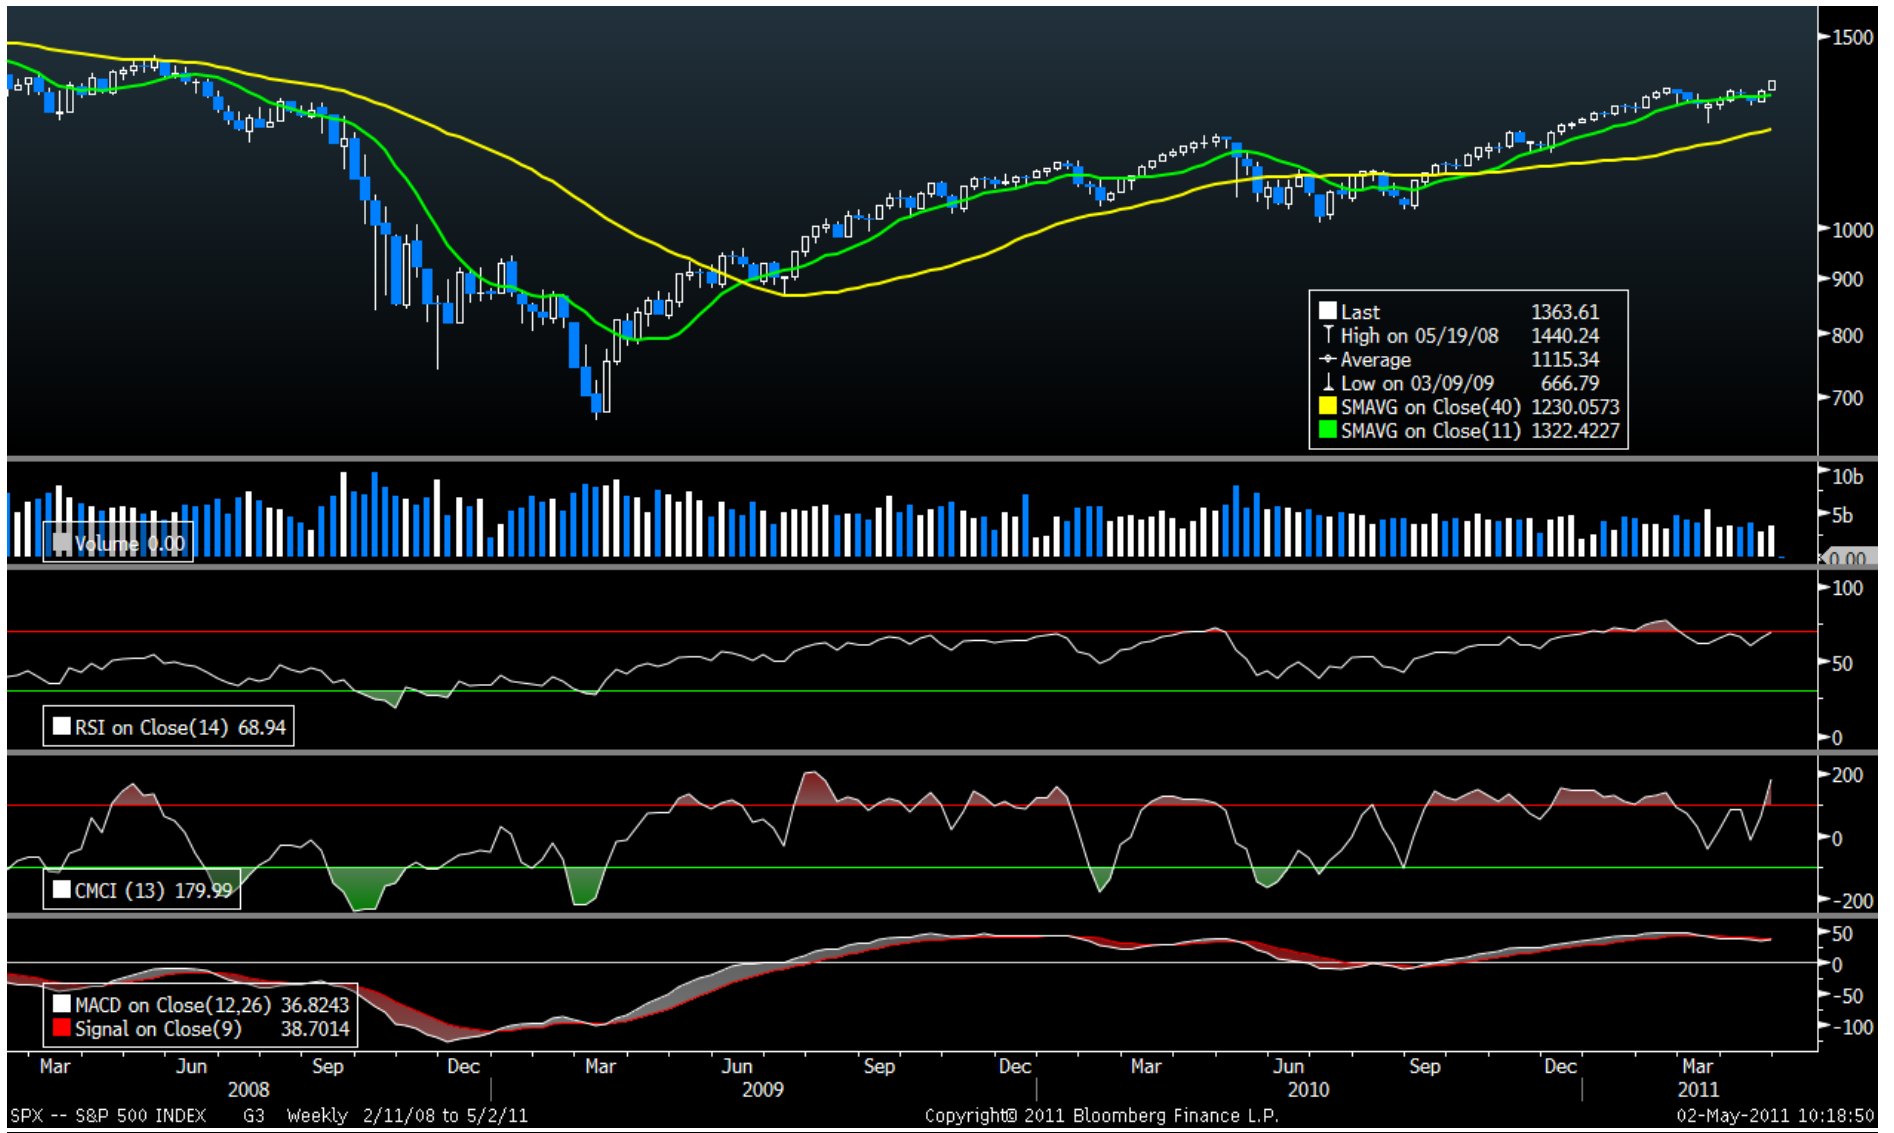 1500
1000
900
800
700
Last 1363.61
High on 05/19/08 1440.24
Average 1115.34
Low on 03/09/09 666.79
SMAVG on Close(40) 1230.0573
SMAVG on Close(11) 1322.4227
10b
5b
0.00
Volume 0.00
100
50
0
RSI on Close(14) 68.94
200
0
-200
CMCI (13) 179.99
50
0
-50
-100
MACD on Close(12,26) 36.8243
Signal on Close(9) 38.7014
Mar Jun Sep Dec Mar Jun Sep Dec Mar Jun Sep Dec Mar
2008 2009 2010 2011
SPX -- S&P 500 INDEX G3 Weekly 2/11/08 to 5/2/11 Copyright© 2011 Bloomberg Finance L.P. 02-May-2011 10:18:50